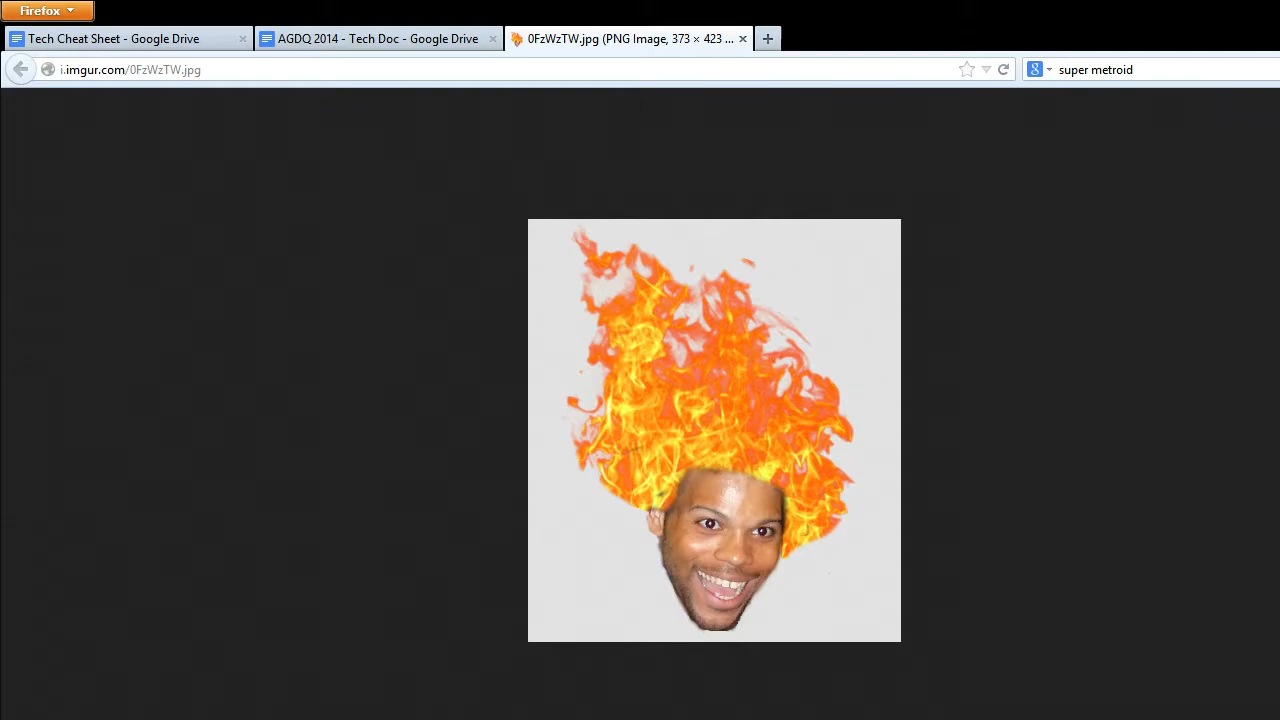 Firefox
Tech Cheat Sheet - Google Drive
AGDQ 2014 - Tech Doc - Google Drive
0FzWzTW.jpg (PNG Image, 373 × 423 ...
i.imgur.com/0FzWzTW.jpg
super metroid